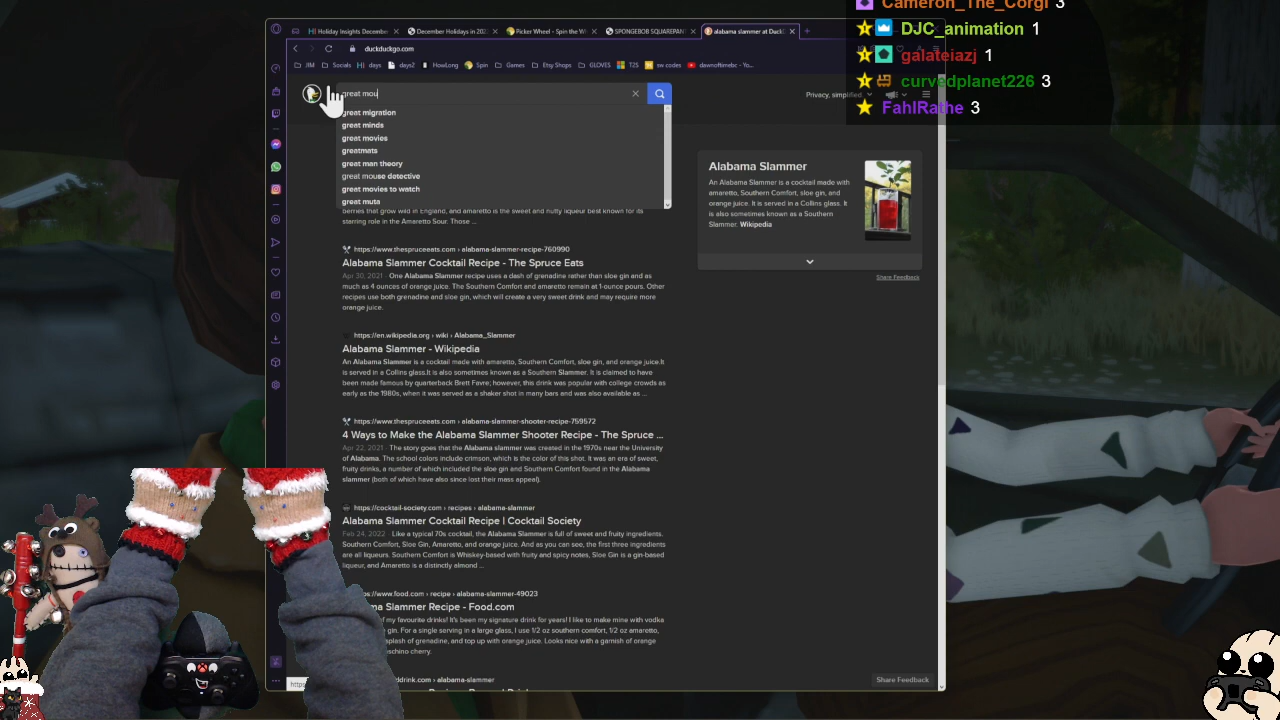 Cameron_The_Corgi 3
DJC_animation 1
galateiazj 1
curvedplanet226 3
FahlRathe 3
Holiday Insights Decembe
December Holidays in 202
Picker Wheel - Spin the W
SPONGEBOB SQUAREPAN
alabama slammer at Duck
duckduckgo.com
JIM
Socials
days
days2
HowLong
Spin
Games
Etsy Shops
GLOVES
T2S
sw codes
dawnoftimebc - Yo...
great mou
Privacy, simplified
great migration
great minds
great movies
greatmats
great man theory
great mouse detective
great movies to watch
great muta
berries that grow wild in England, and amaretto is the sweet and nutty liqueur best known for its
starring role in the Amaretto Sour. Those ...
https://www.thespruceeats.com › alabama-slammer-recipe-760990
Alabama Slammer Cocktail Recipe - The Spruce Eats
Apr 30, 2021 · One Alabama Slammer recipe uses a dash of grenadine rather than sloe gin and as
much as 4 ounces of orange juice. The Southern Comfort and amaretto remain at 1-ounce pours. Other
recipes use both grenadine and sloe gin, which will create a very sweet drink and may require more
orange juice.
https://en.wikipedia.org › wiki › Alabama_Slammer
Alabama Slammer - Wikipedia
An Alabama Slammer is a cocktail made with amaretto, Southern Comfort, sloe gin, and orange juice.It
is served in a Collins glass.It is also sometimes known as a Southern Slammer. It is claimed to have
been made famous by quarterback Brett Favre; however, this drink was popular with college crowds as
early as the 1980s, when it was served as a shaker shot in many bars and was also available as ...
https://www.thespruceeats.com › alabama-slammer-shooter-recipe-759572
4 Ways to Make the Alabama Slammer Shooter Recipe - The Spruce ...
Apr 22, 2021 · The story goes that the Alabama slammer was created in the 1970s near the University
of Alabama. The school colors include crimson, which is the color of this shot. It was an era of sweet,
fruity drinks, a number of which included the sloe gin and Southern Comfort found in the Alabama
slammer (both of which have also since lost their mass appeal).
https://cocktail-society.com › recipes › alabama-slammer
Alabama Slammer Cocktail Recipe | Cocktail Society
Feb 24, 2022 · Like a typical 70s cocktail, the Alabama Slammer is full of sweet and fruity ingredients.
Southern Comfort, Sloe Gin, Amaretto, and orange juice. And as you can see, the first three ingredients
are all liqueurs. Southern Comfort is Whiskey-based with fruity and spicy notes, Sloe Gin is a gin-based
liqueur, and Amaretto is a distinctly almond ...
s://www.food.com › recipe › alabama-slammer-49023
ma Slammer Recipe - Food.com
of my favourite drinks! It's been my signature drink for years! I like to make mine with vodka
gin. For a single serving in a large glass, I use 1/2 oz southern comfort, 1/2 oz amaretto,
splash of grenadine, and top up with orange juice. Looks nice with a garnish of orange
schino cherry.
ddrink.com › alabama-slammer
Alabama Slammer
An Alabama Slammer is a cocktail made with
amaretto, Southern Comfort, sloe gin, and
orange juice. It is served in a Collins glass. It
is also sometimes known as a Southern
Slammer. Wikipedia
Share Feedback
Share Feedback